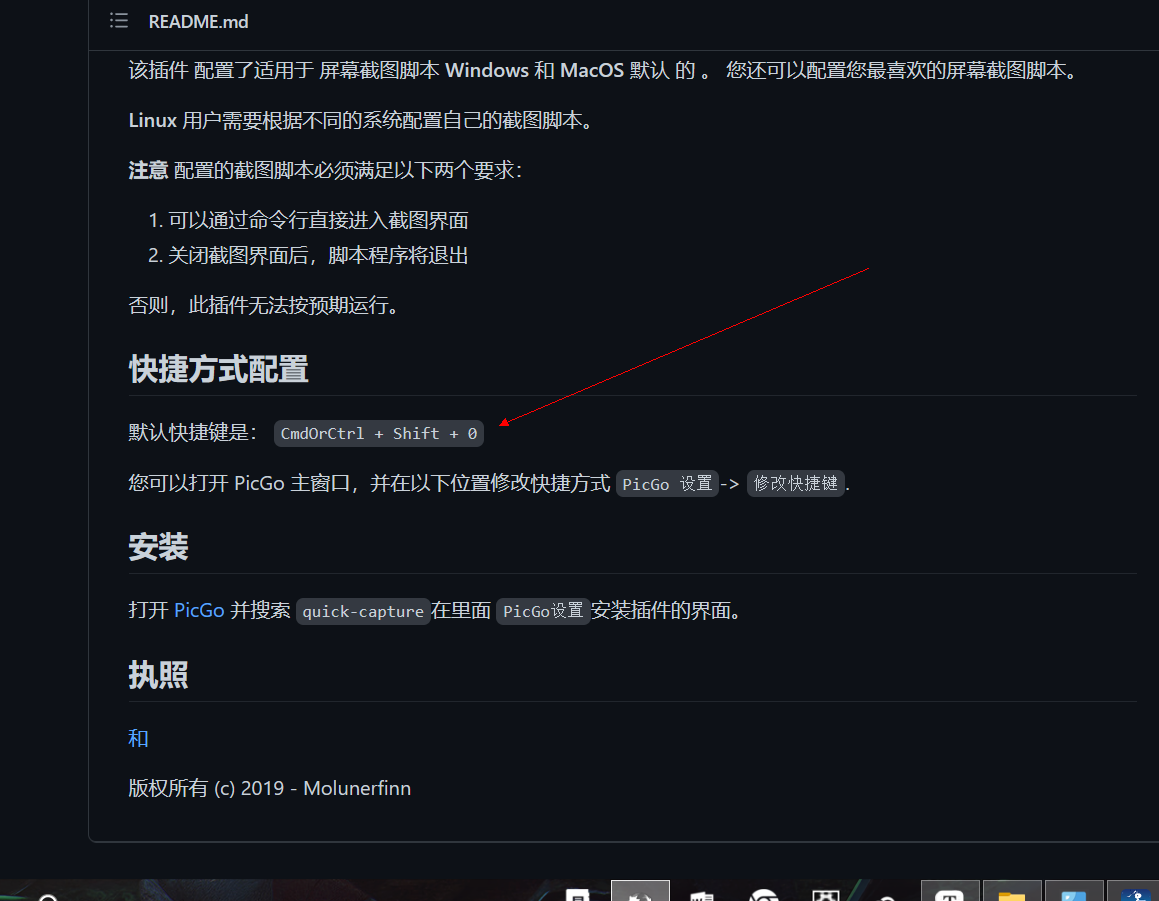 README.md
该插件 配置了适用于 屏幕截图脚本 Windows 和 MacOS 默认 的 。 您还可以配置您最喜欢的屏幕截图脚本。
Linux 用户需要根据不同的系统配置自己的截图脚本。
注意 配置的截图脚本必须满足以下两个要求：
1. 可以通过命令行直接进入截图界面
2. 关闭截图界面后，脚本程序将退出
否则，此插件无法按预期运行。
快捷方式配置
默认快捷键是： CmdOrCtrl + Shift + 0
您可以打开 PicGo 主窗口，并在以下位置修改快捷方式 PicGo 设置 -> 修改快捷键.
安装
打开 PicGo 并搜索 quick-capture 在里面 PicGo设置 安装插件的界面。
执照
和
版权所有 (c) 2019 - Molunerfinn